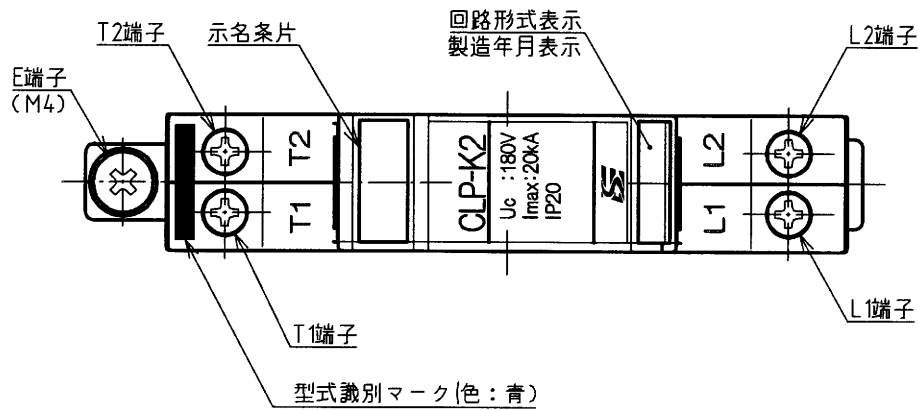 T2端子
示名条片
回路形式表示
製造年月表示
L2端子
E端子
(M4)
T2
T1
CLP-K2
Uc :180V
Imax:20kA
IP20
L2
L1
L1端子
T1端子
型式識別マーク(色：青)